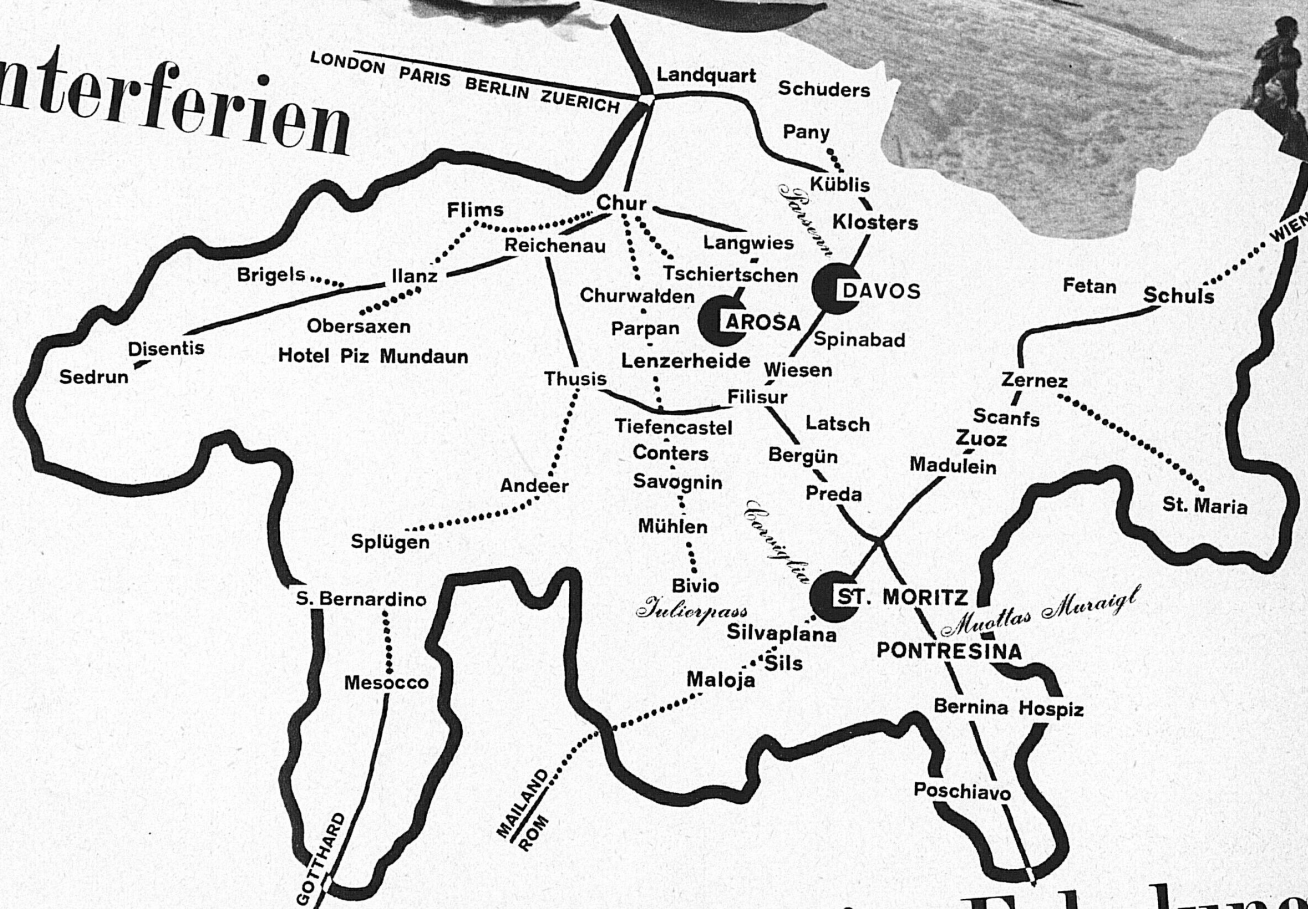 nterferien
LONDON PARIS BERLIN ZUERICH
Landquart
Schuders
Pany
Küblis
Parsenn
Klosters
Chur
Flims
Reichenau
Langwies
WIEN
Brigels
Ilanz
Tschiertschen
DAVOS
Fetan
Schuls
Churwalden
Obersaxen
Parpan
AROSA
Spinabad
Disentis
Hotel Piz Mundaun
Lenzerheide
Wiesen
Sedrun
Thusis
Zernez
Filisur
Scanfs
Tiefencastel
Latsch
Zuoz
Conters
Bergün
Madulein
Andeer
Savognin
Preda
St. Maria
Mühlen
Corviglia
Splügen
Bivio
Julierpass
S. Bernardino
ST. MORITZ
Muottas Muraigl
Silvaplana
PONTRESINA
Sils
Mesocco
Maloja
Bernina Hospiz
MAILAND
ROM
Poschiavo
GOTTHARD